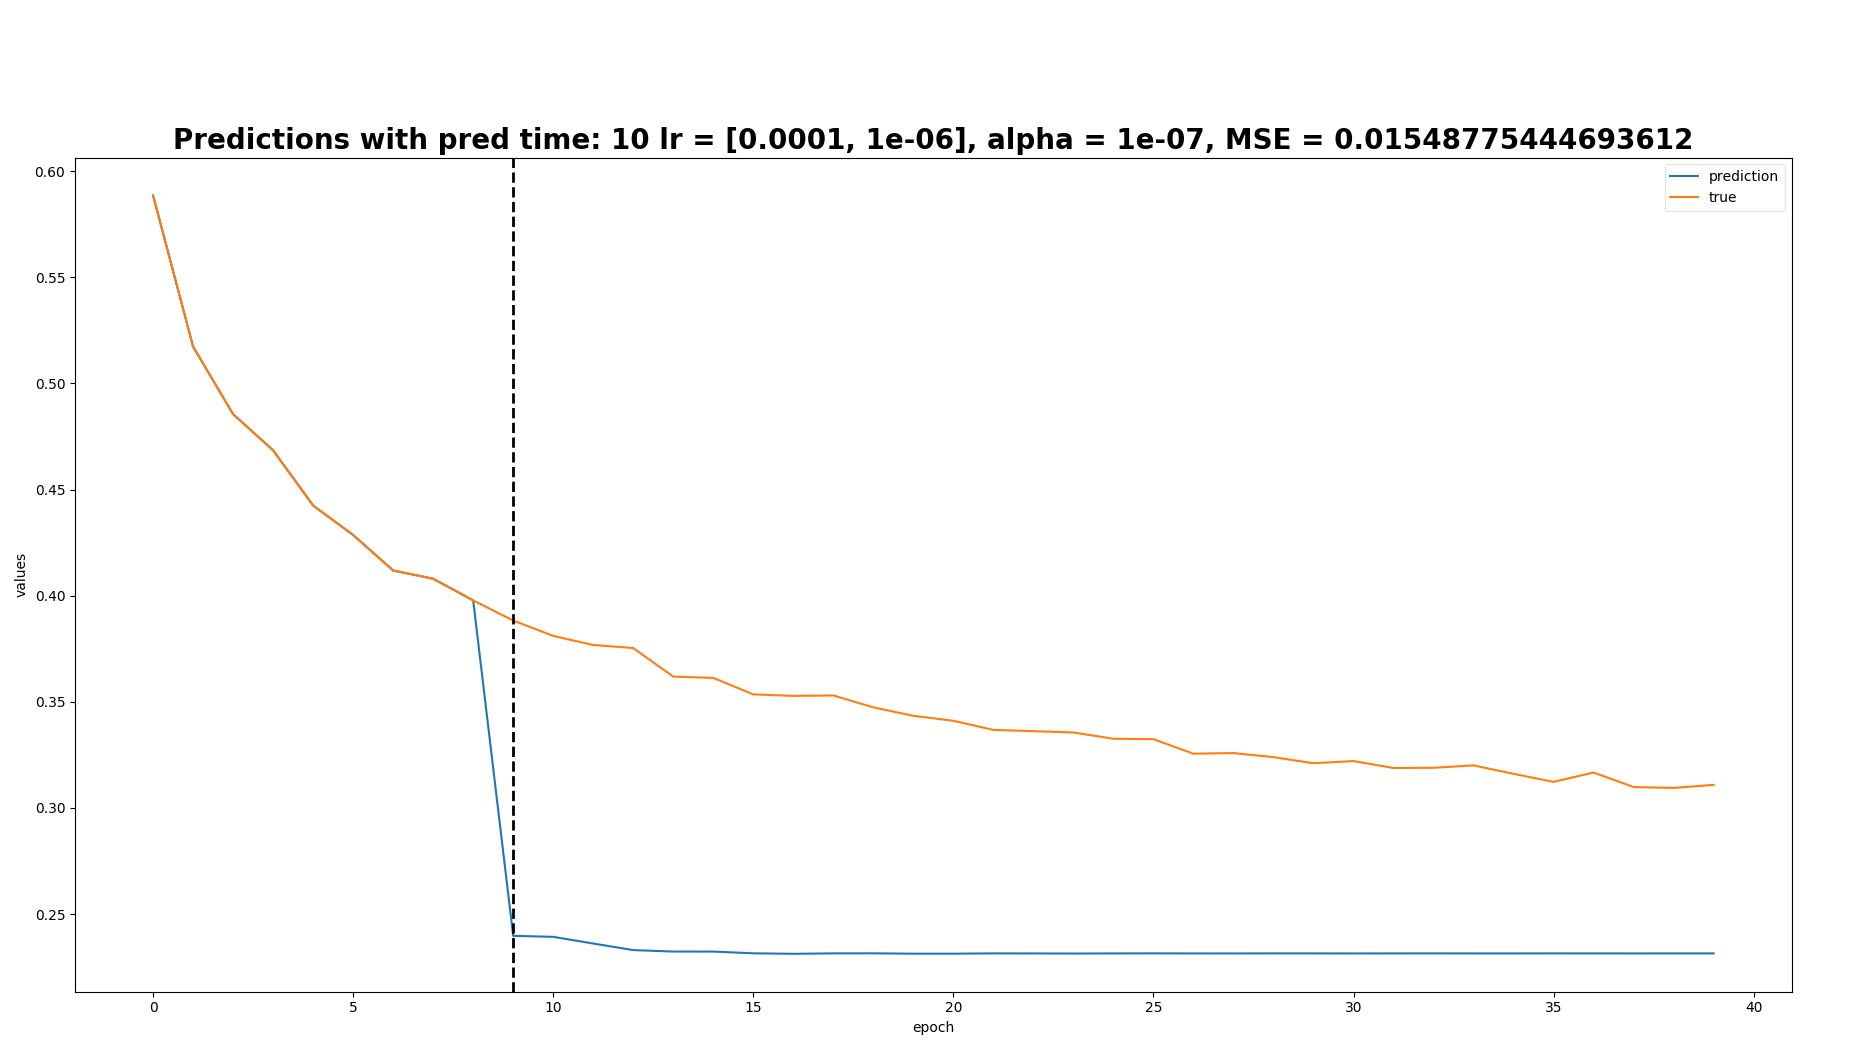 Predictions with pred time: 10 lr = [0.0001, 1e-06], alpha = 1e-07, MSE = 0.01548775444693612
prediction
true
0.60
0.55
0.50
0.45
0.40
0.35
0.30
0.25
values
0 5 10 15 20 25 30 35 40
epoch